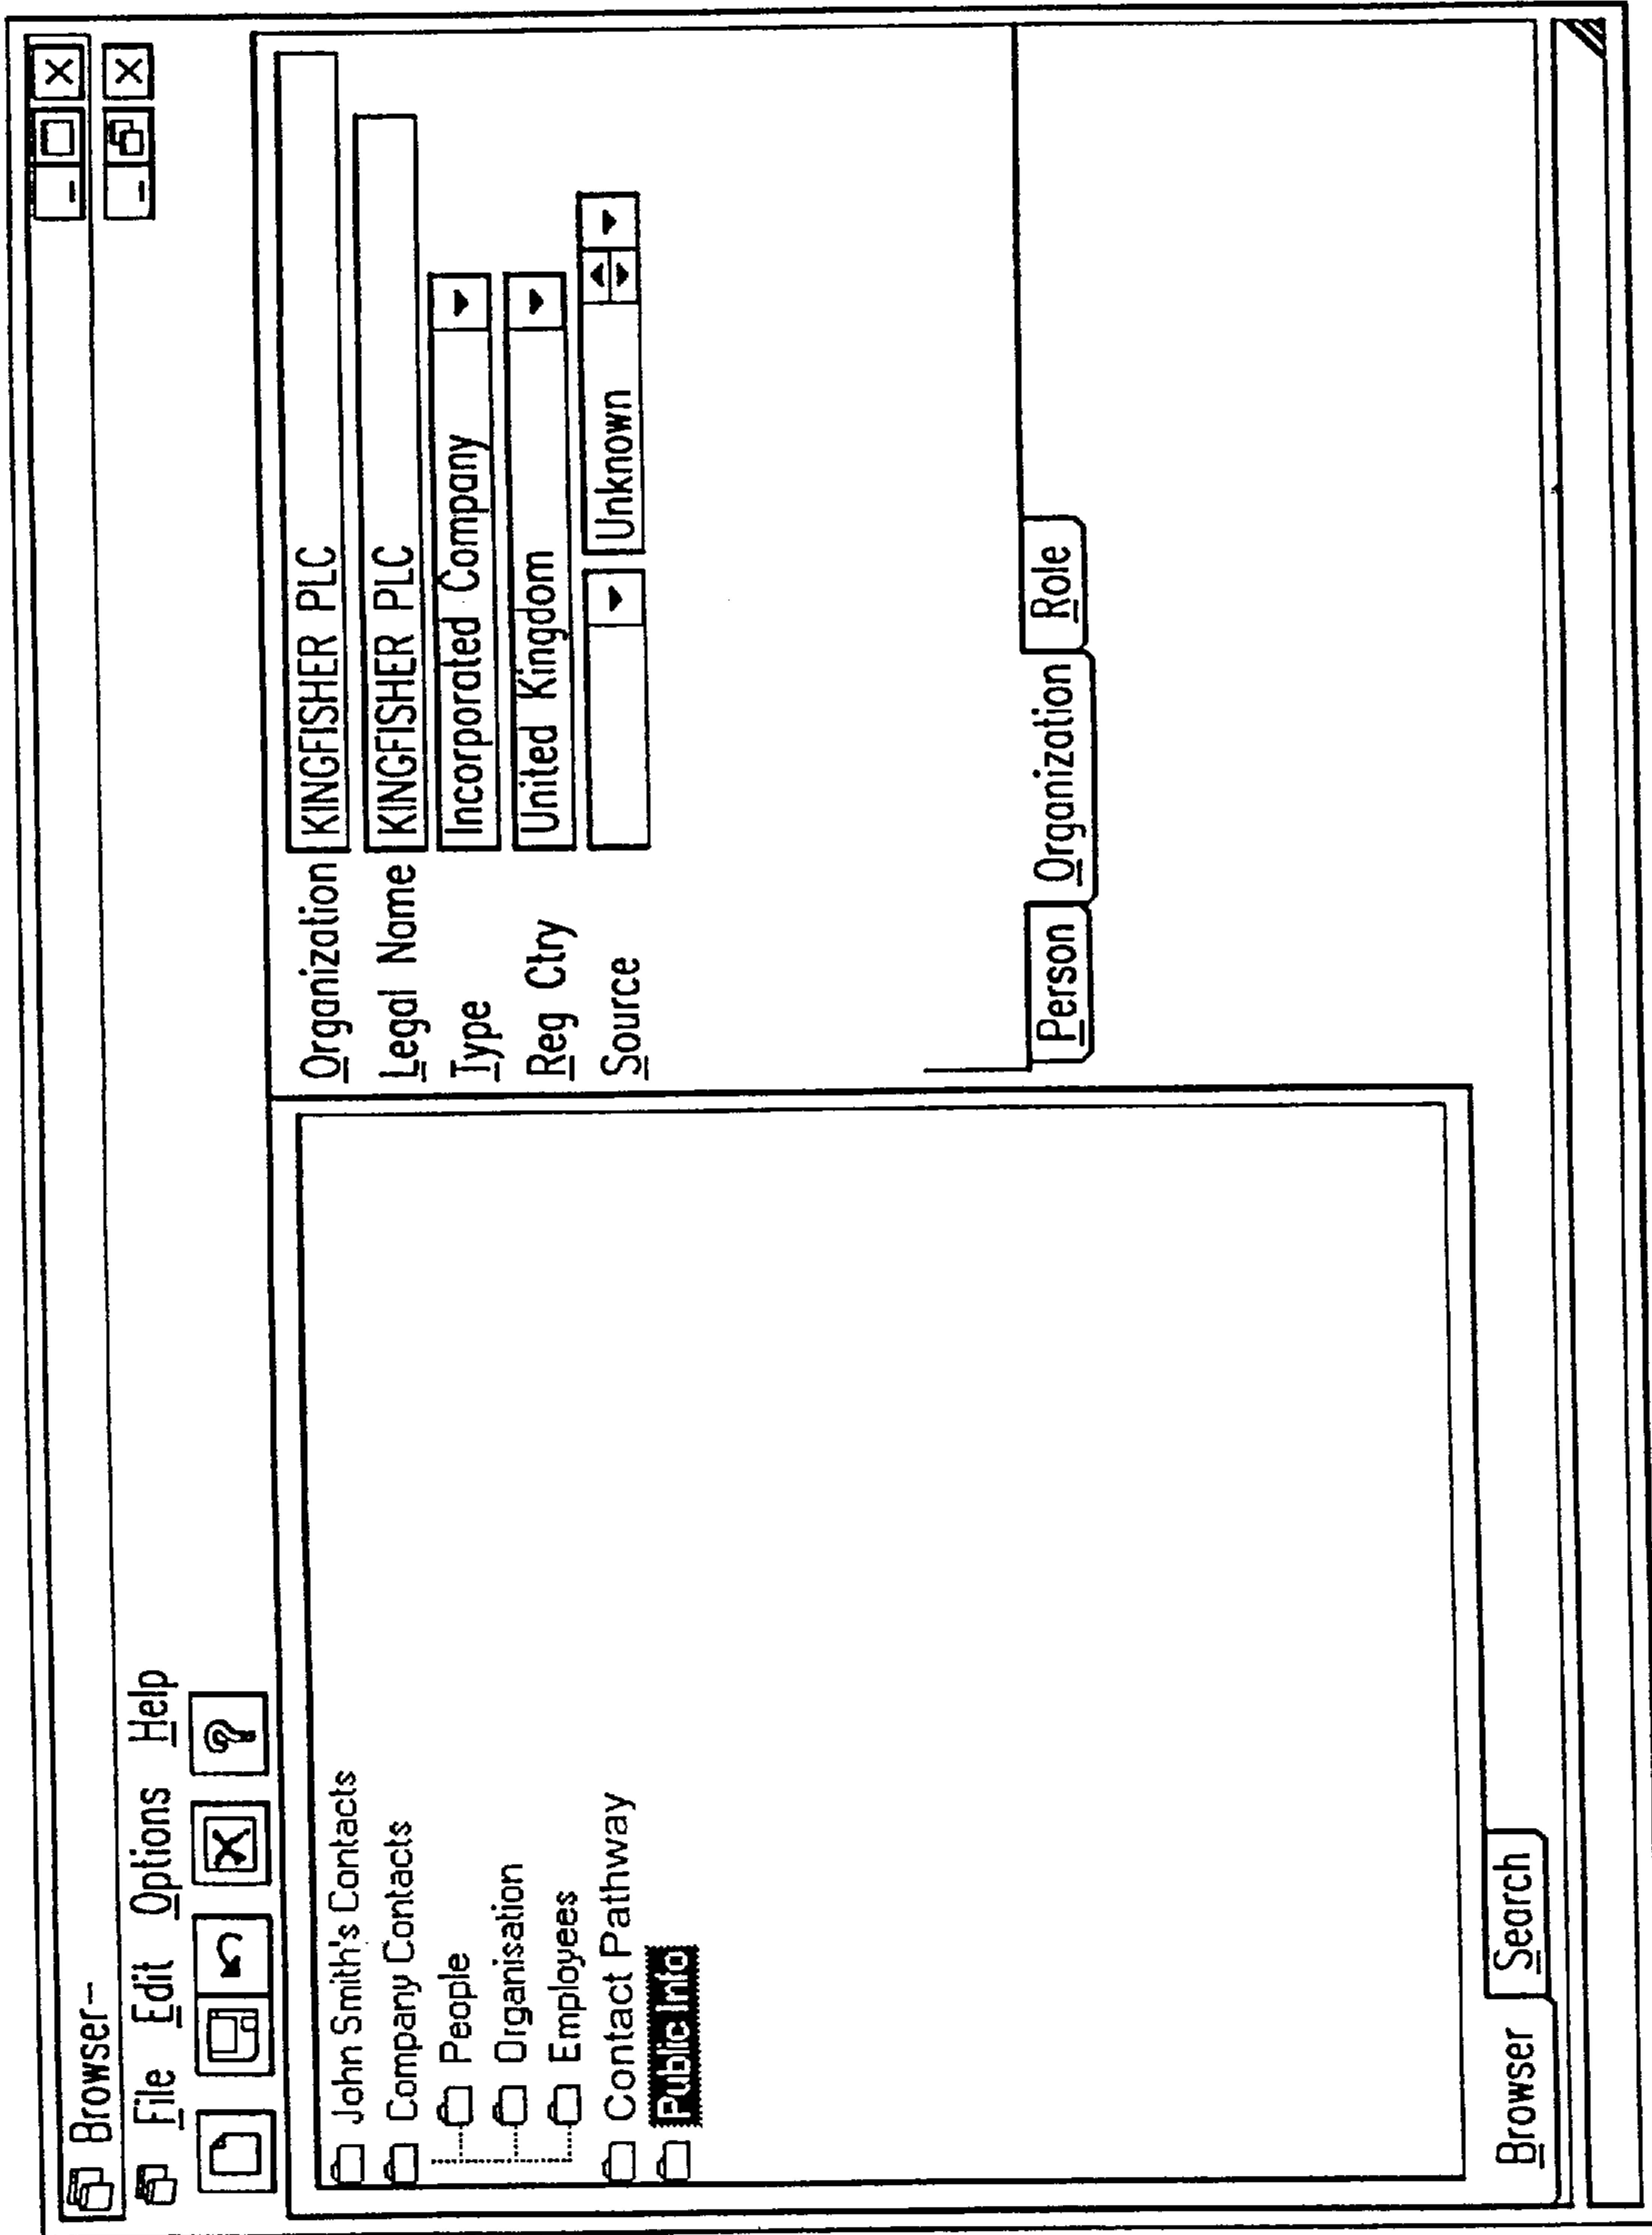 Browser--
File Edit Options Help
John Smith's Contacts
Company Contacts
People
Organisation
Employees
Contact Pathway
Public Info
Browser Search
Organization KINGFISHER PLC
Legal Name KINGFISHER PLC
Type Incorporated Company
Reg Ctry United Kingdom
Source Unknown
Person Organization Role